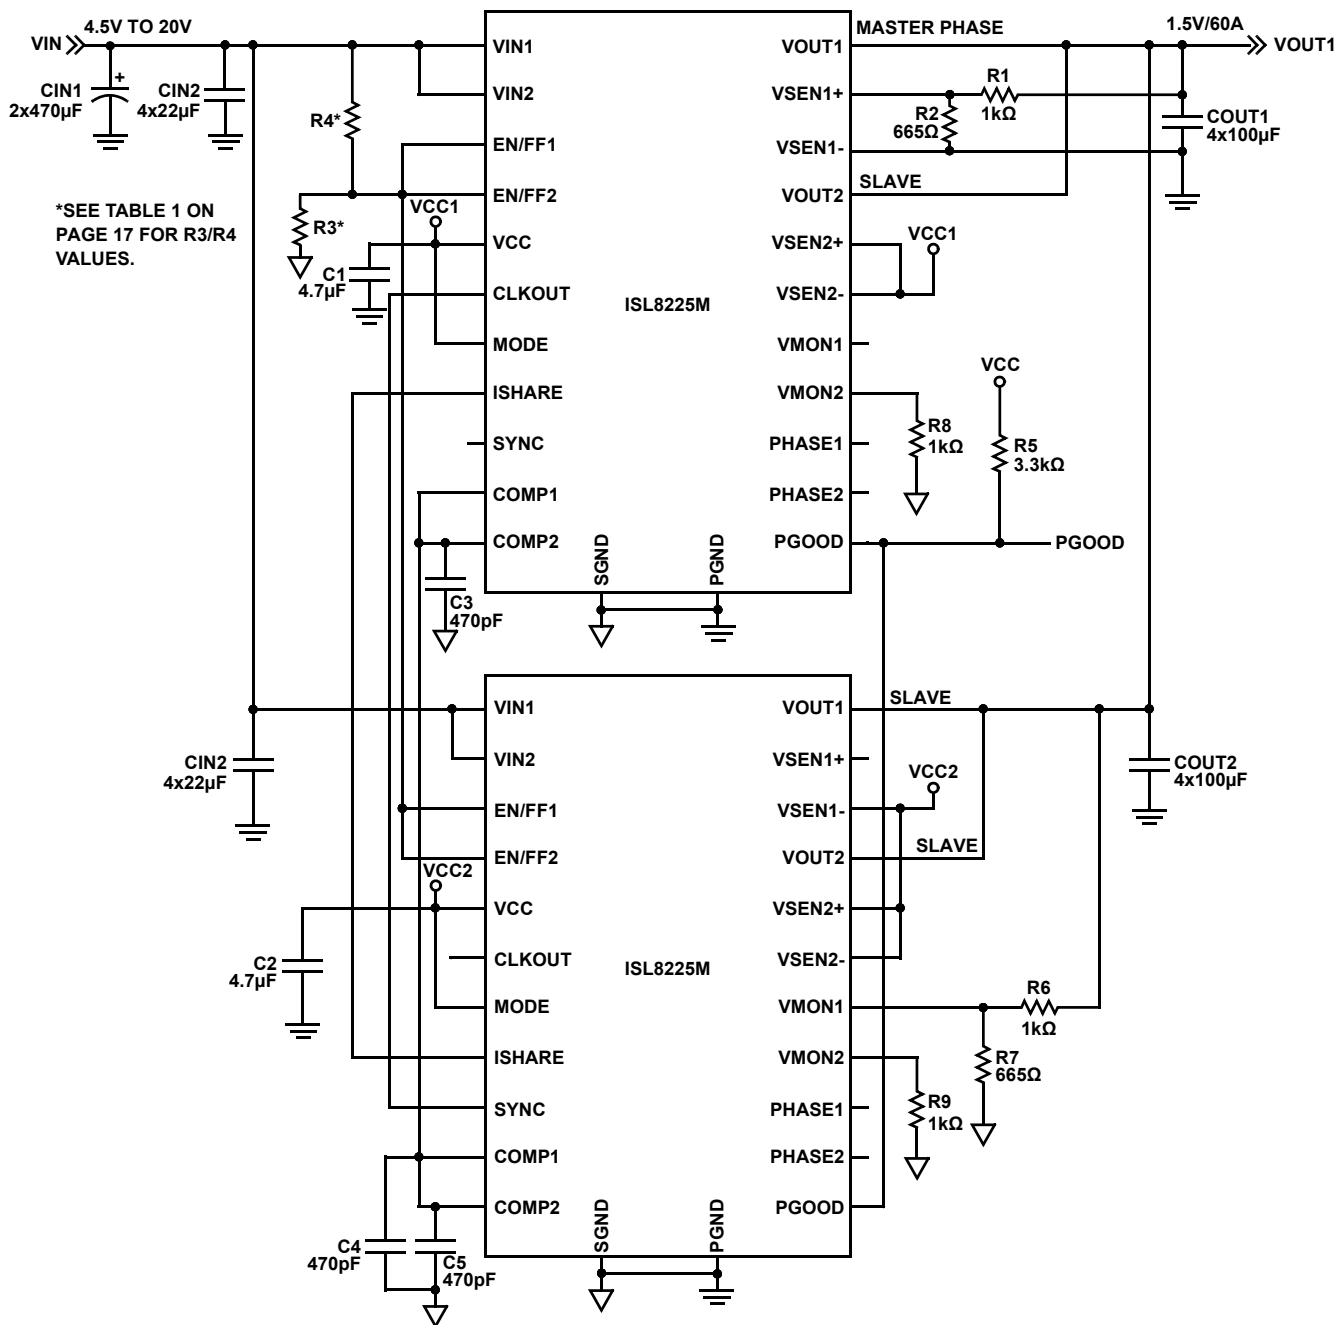 4.5V TO 20V
VIN
CIN1
+
2x470µF
CIN2
4x22µF
R4*
*SEE TABLE 1 ON
PAGE 17 FOR R3/R4
VALUES.
R3*
VCC1
C1
4.7µF
VIN1
VIN2
EN/FF1
EN/FF2
VCC
CLKOUT
MODE
ISHARE
SYNC
COMP1
COMP2
C3
470pF
ISL8225M
SGND
PGND
VOUT1
VSEN1+
VSEN1-
VOUT2
VSEN2+
VSEN2-
VMON1
VMON2
PHASE1
PHASE2
PGOOD
MASTER PHASE
1.5V/60A
VOUT1
R1
1kΩ
R2
665Ω
COUT1
4x100µF
SLAVE
VCC1
VCC
R8
1kΩ
R5
3.3kΩ
PGOOD
CIN2
4x22µF
VCC2
C2
4.7µF
VIN1
VIN2
EN/FF1
EN/FF2
VCC
CLKOUT
MODE
ISHARE
SYNC
COMP1
COMP2
C4
470pF
C5
470pF
ISL8225M
SGND
PGND
VOUT1
VSEN1+
VSEN1-
VOUT2
VSEN2+
VSEN2-
VMON1
VMON2
PHASE1
PHASE2
PGOOD
SLAVE
VCC2
COUT2
4x100µF
SLAVE
R6
1kΩ
R7
665Ω
R9
1kΩ